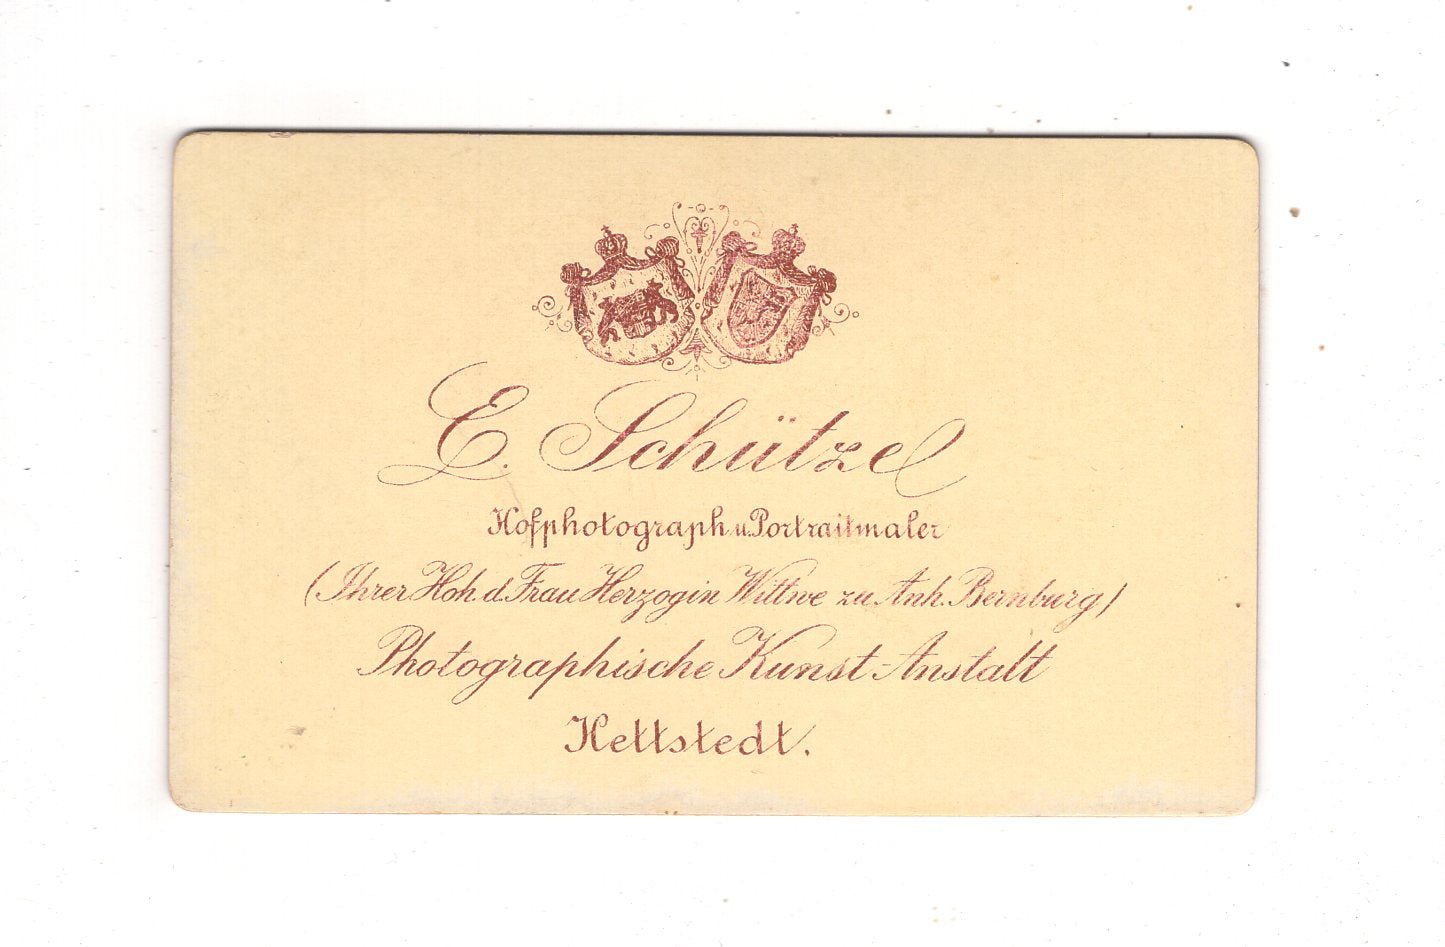 E. Schütze
Hofphotograph u. Portraitmaler
(Ihrer Hoh. d. Frau Herzogin Wittwe zu Anh. Bernburg)
Photographische Kunst-Anstalt
Hettstedt.